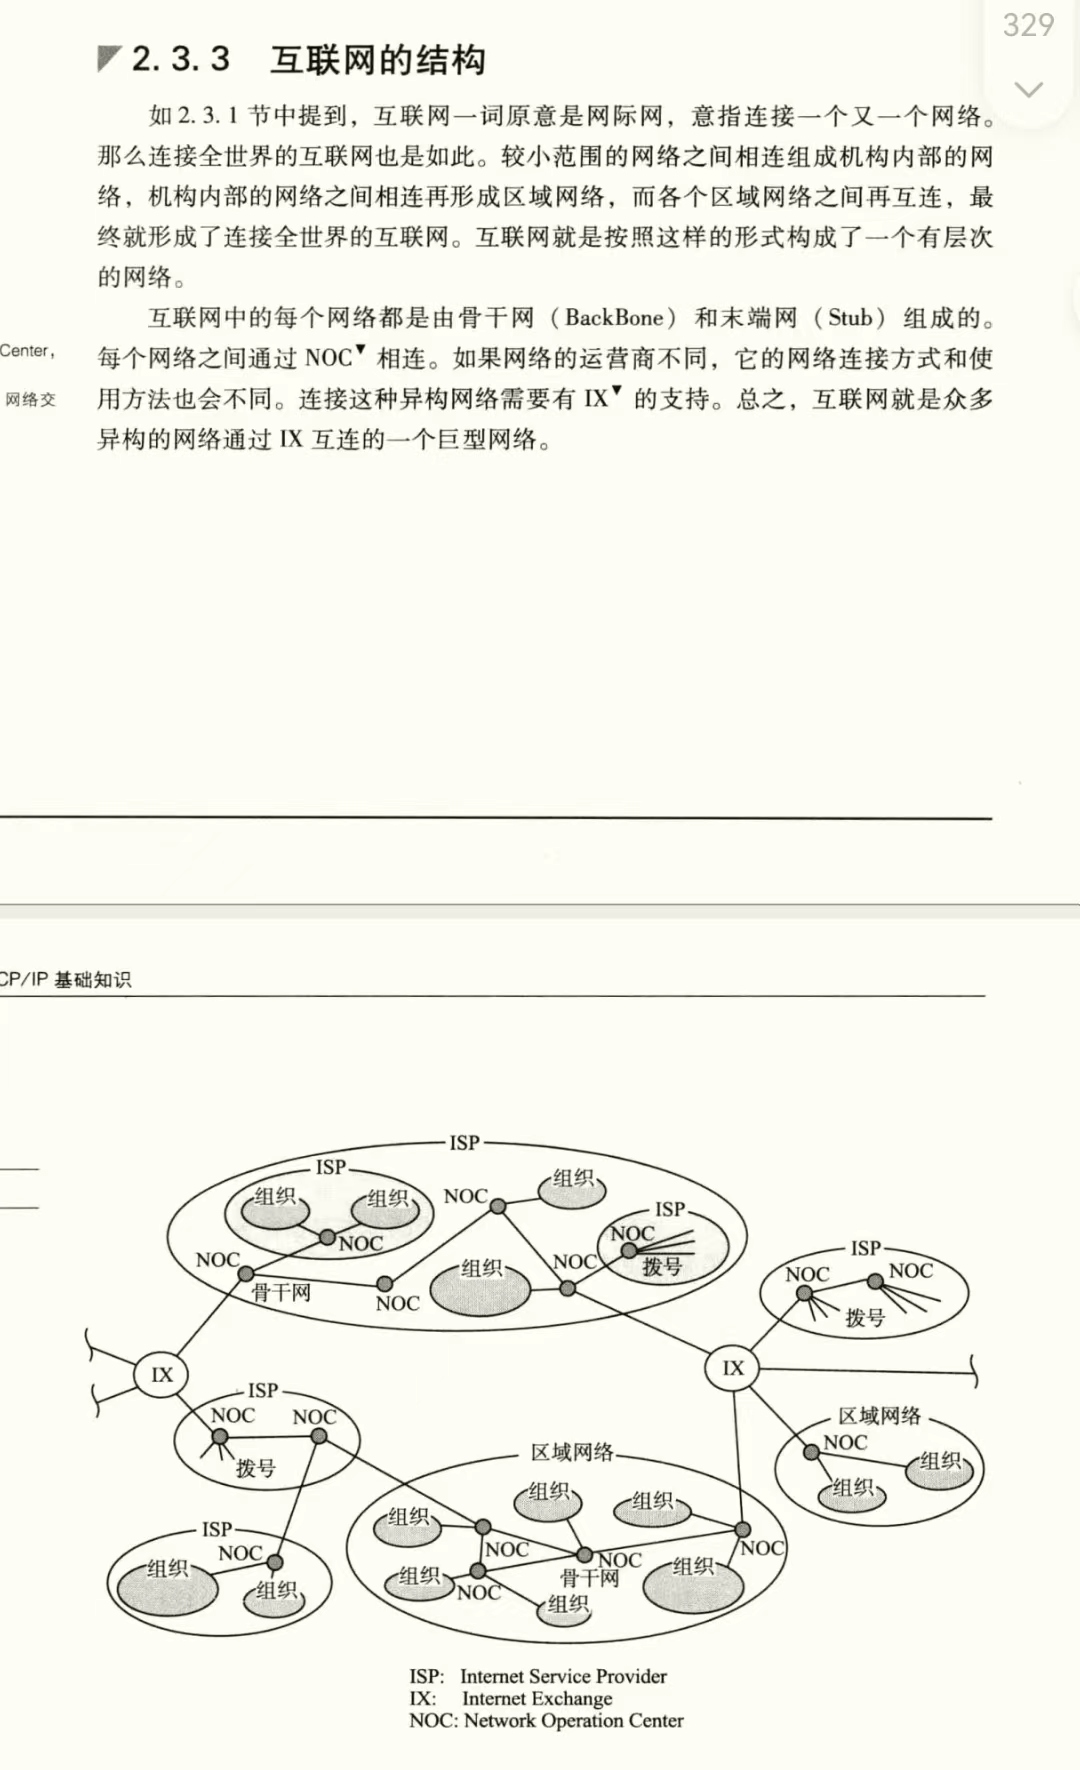 329
2.3.3 互联网的结构
如 2.3.1 节中提到，互联网一词原意是网际网，意指连接一个又一个网络。
那么连接全世界的互联网也是如此。较小范围的网络之间相连组成机构内部的网
络，机构内部的网络之间相连再形成区域网络，而各个区域网络之间再互连，最
终就形成了连接全世界的互联网。互联网就是按照这样的形式构成了一个有层次
的网络。
互联网中的每个网络都是由骨干网（BackBone）和末端网（Stub）组成的。
Center，
每个网络之间通过 NOC▼ 相连。如果网络的运营商不同，它的网络连接方式和使
网络交
用方法也会不同。连接这种异构网络需要有 IX▼ 的支持。总之，互联网就是众多
异构的网络通过 IX 互连的一个巨型网络。
CP/IP 基础知识
ISP
ISP
组织
组织
NOC
组织
ISP
NOC
NOC
NOC
组织
NOC
拨号
骨干网
NOC
ISP
NOC
NOC
拨号
IX
IX
ISP
NOC
NOC
拨号
区域网络
NOC
组织
组织
区域网络
组织
组织
组织
ISP
NOC
组织
组织
NOC
NOC
NOC
组织
NOC
骨干网
组织
组织
ISP: Internet Service Provider
IX: Internet Exchange
NOC: Network Operation Center